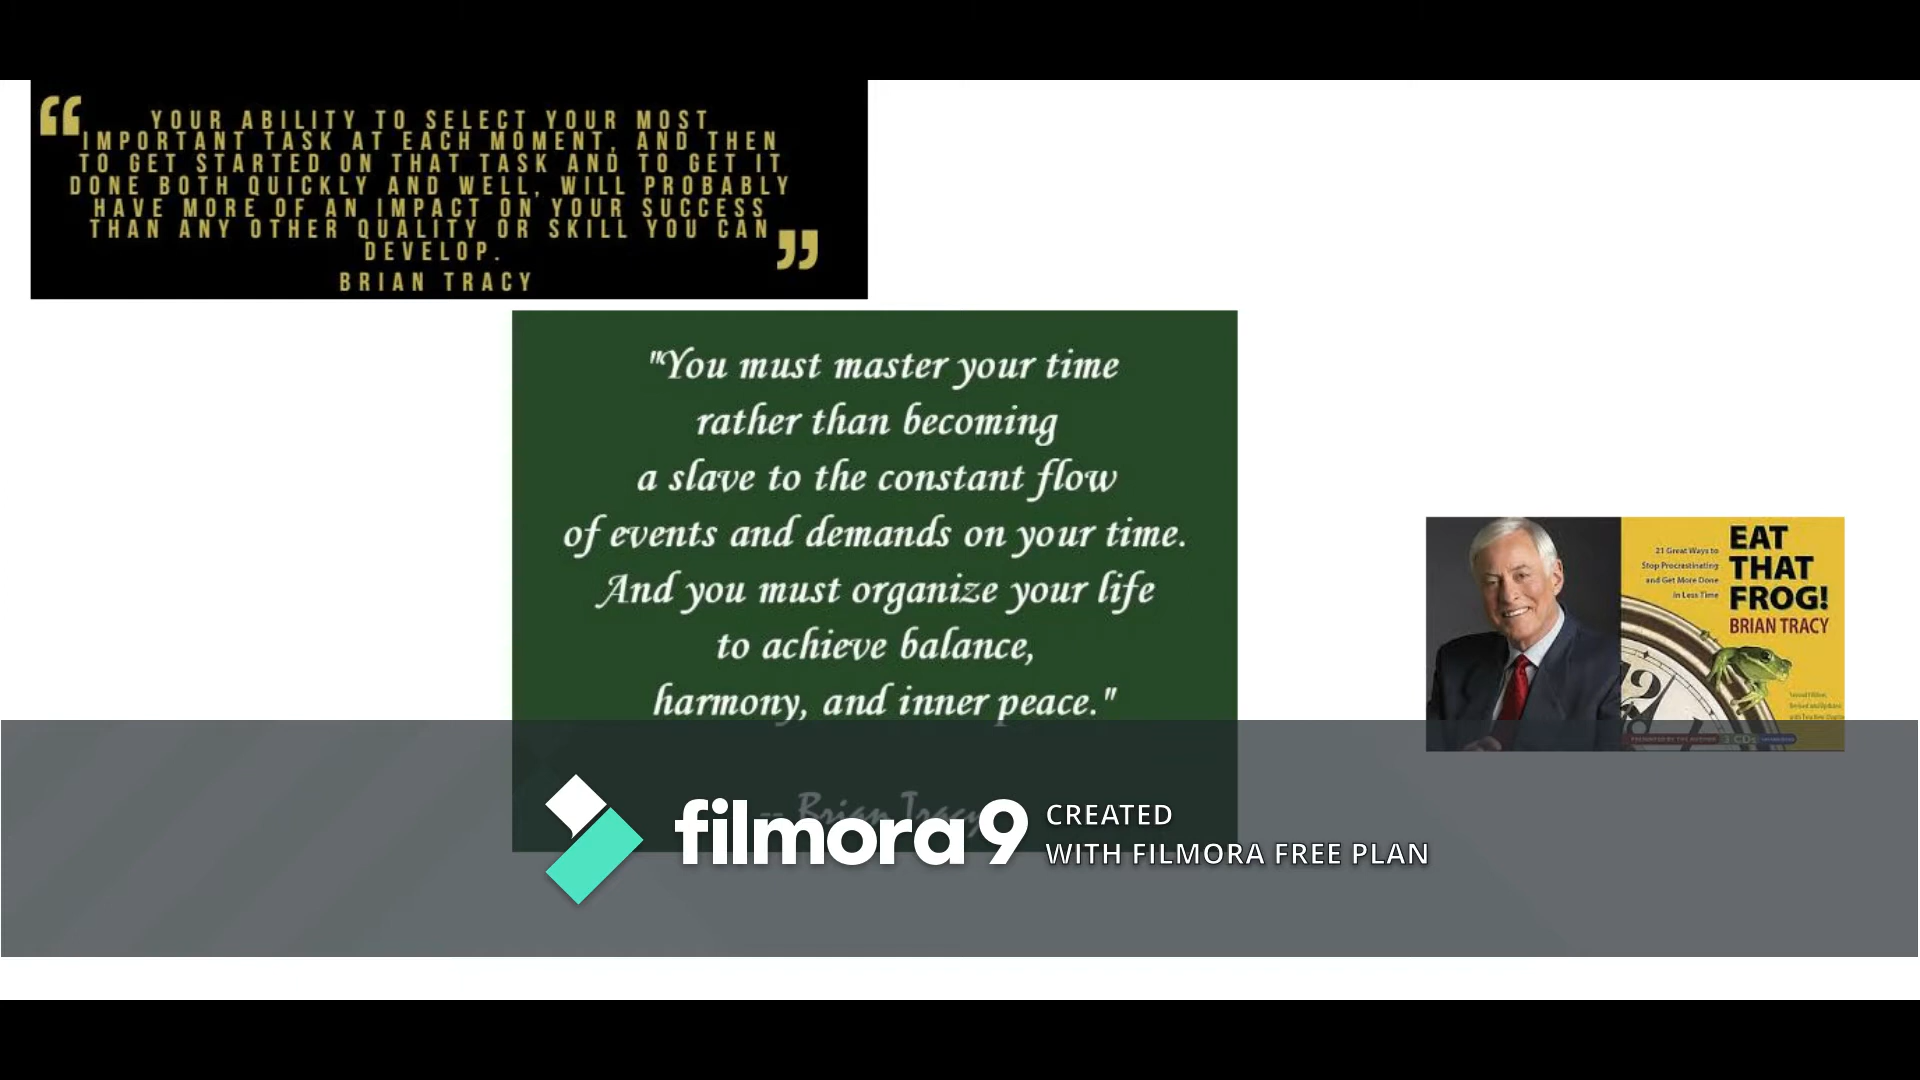 “ YOUR ABILITY TO SELECT YOUR MOST
IMPORTANT TASK AT EACH MOMENT, AND THEN
TO GET STARTED ON THAT TASK AND TO GET IT
DONE BOTH QUICKLY AND WELL, WILL PROBABLY
HAVE MORE OF AN IMPACT ON YOUR SUCCESS
THAN ANY OTHER QUALITY OR SKILL YOU CAN
DEVELOP. ”
BRIAN TRACY
"You must master your time
rather than becoming
a slave to the constant flow
of events and demands on your time.
And you must organize your life
to achieve balance,
harmony, and inner peace."
-- Brian Tracy
21 Great Ways to
Stop Procrastinating
and Get More Done
in Less Time
EAT
THAT
FROG!
BRIAN TRACY
3 CDs
filmora9
CREATED
WITH FILMORA FREE PLAN